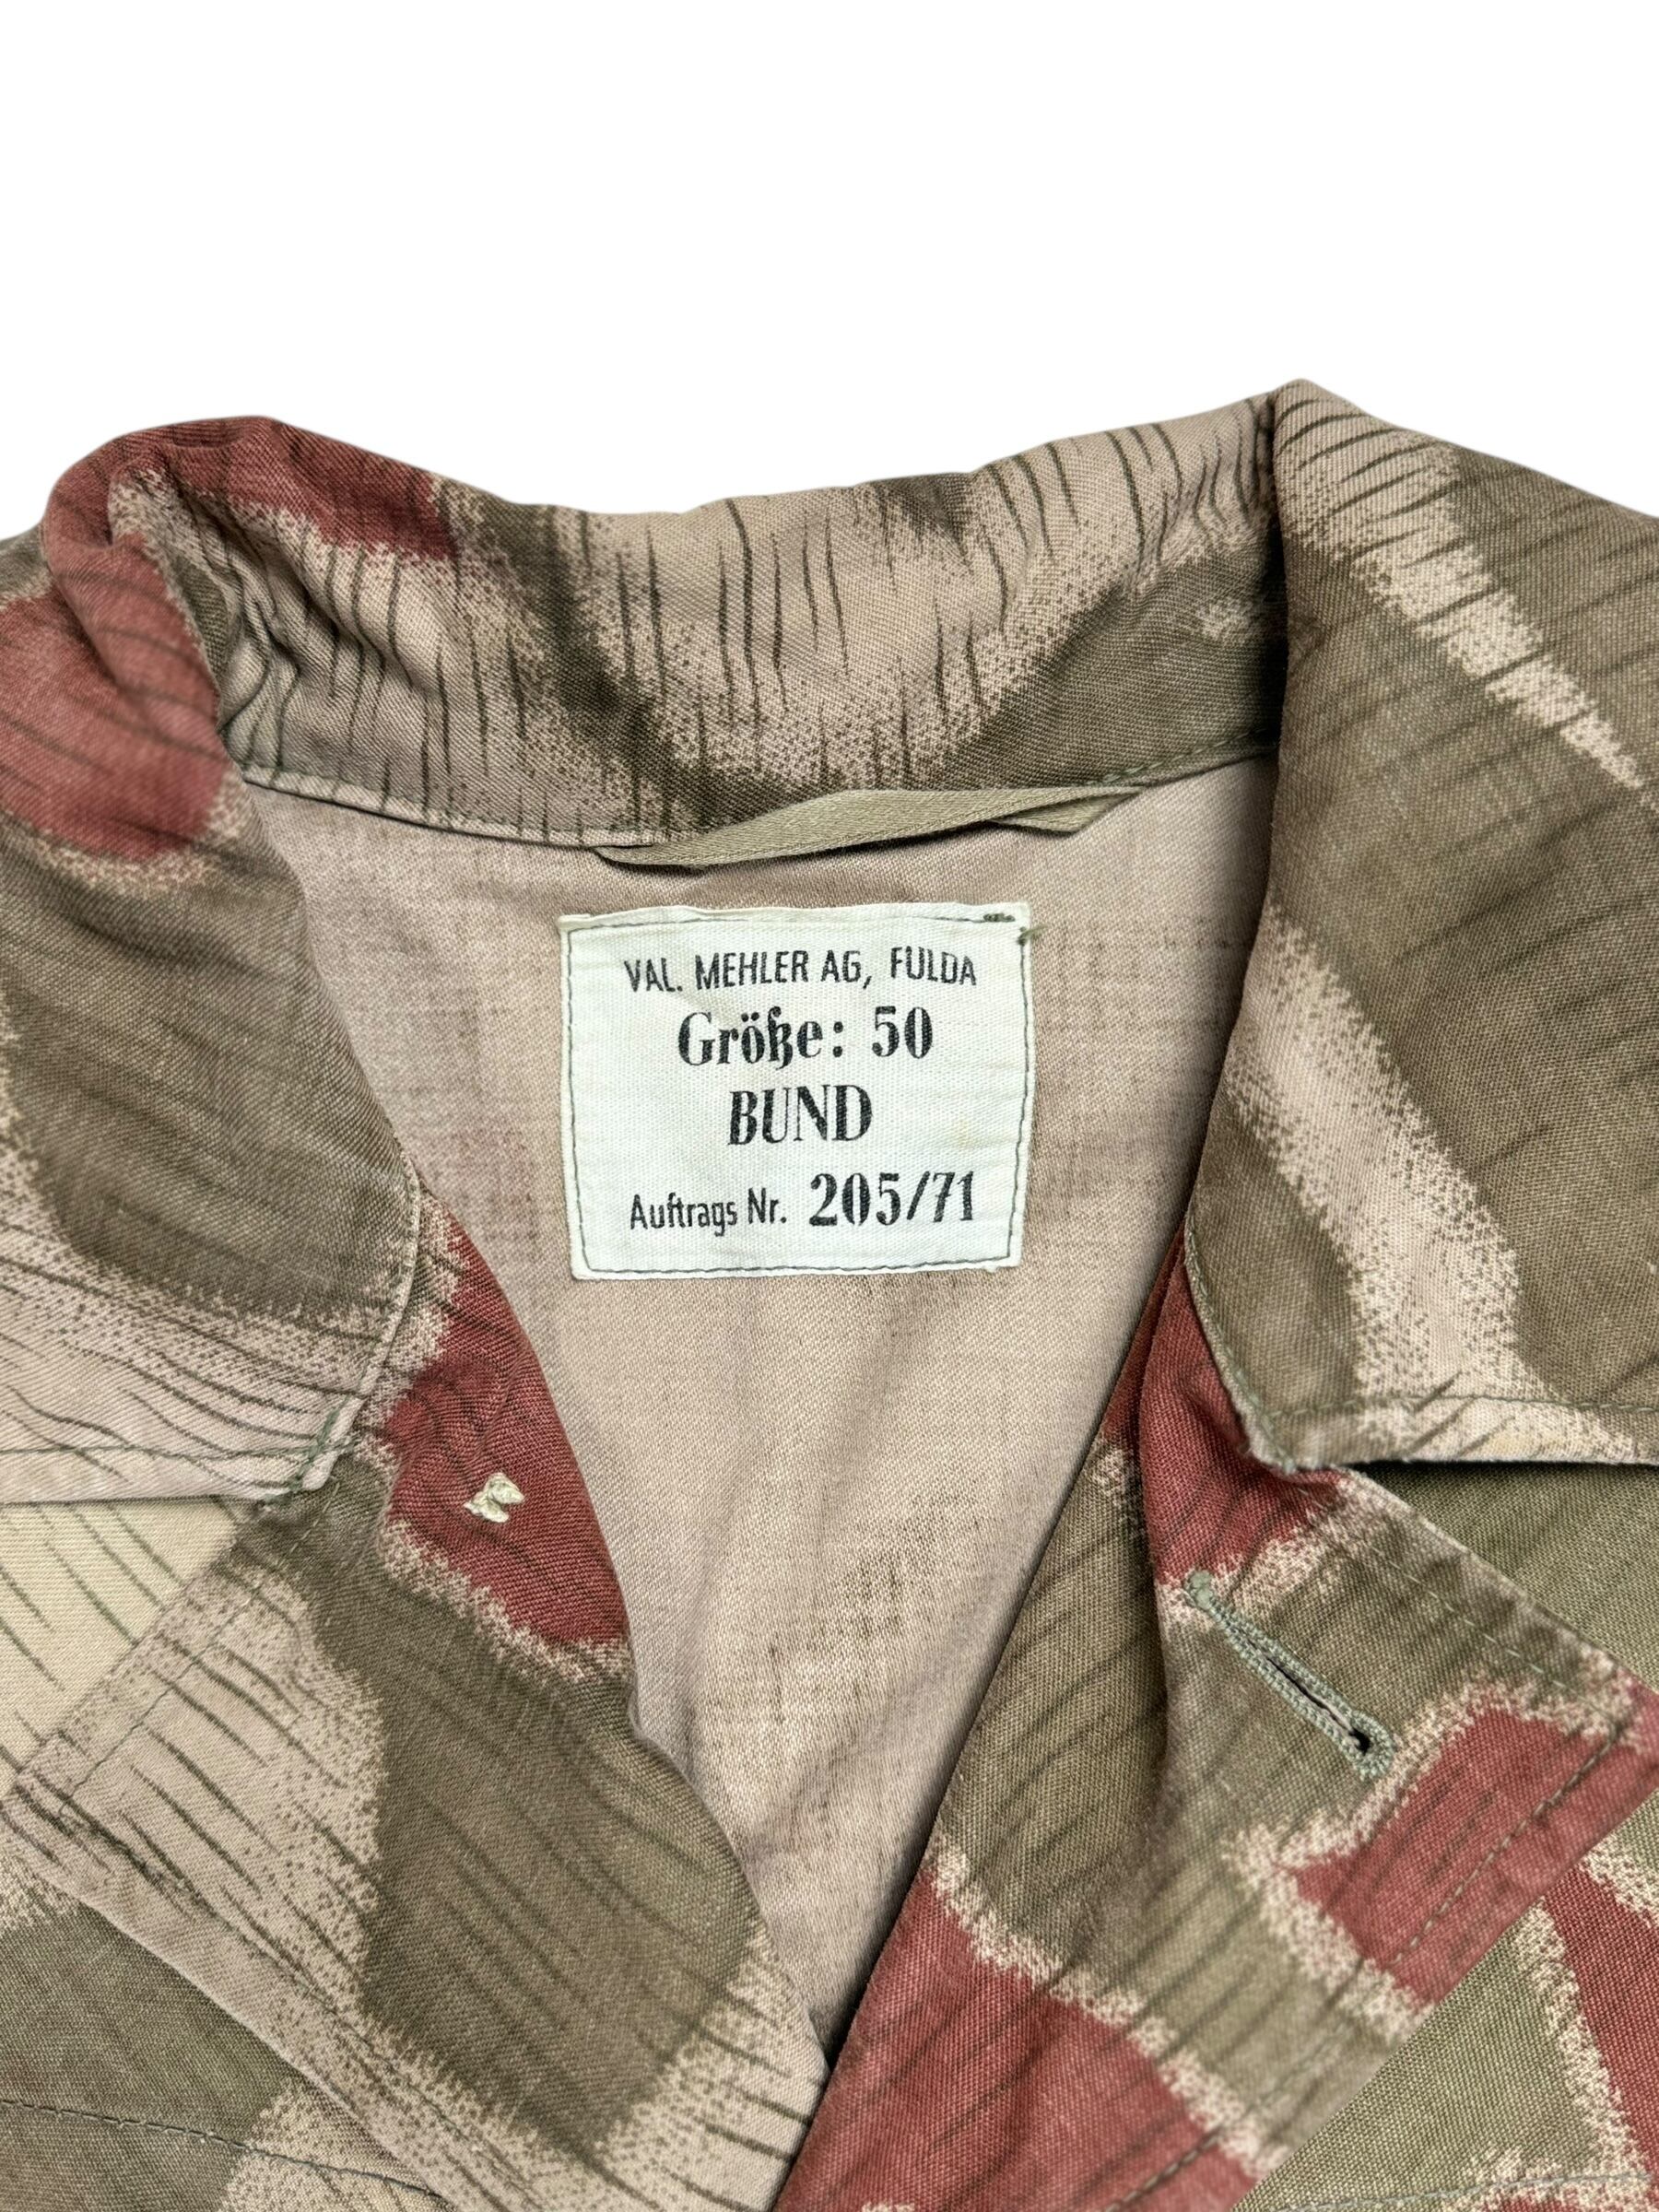 VAL. MEHLER AG, FULDA
Größe: 50
BUND
Auftrags Nr. 205/71